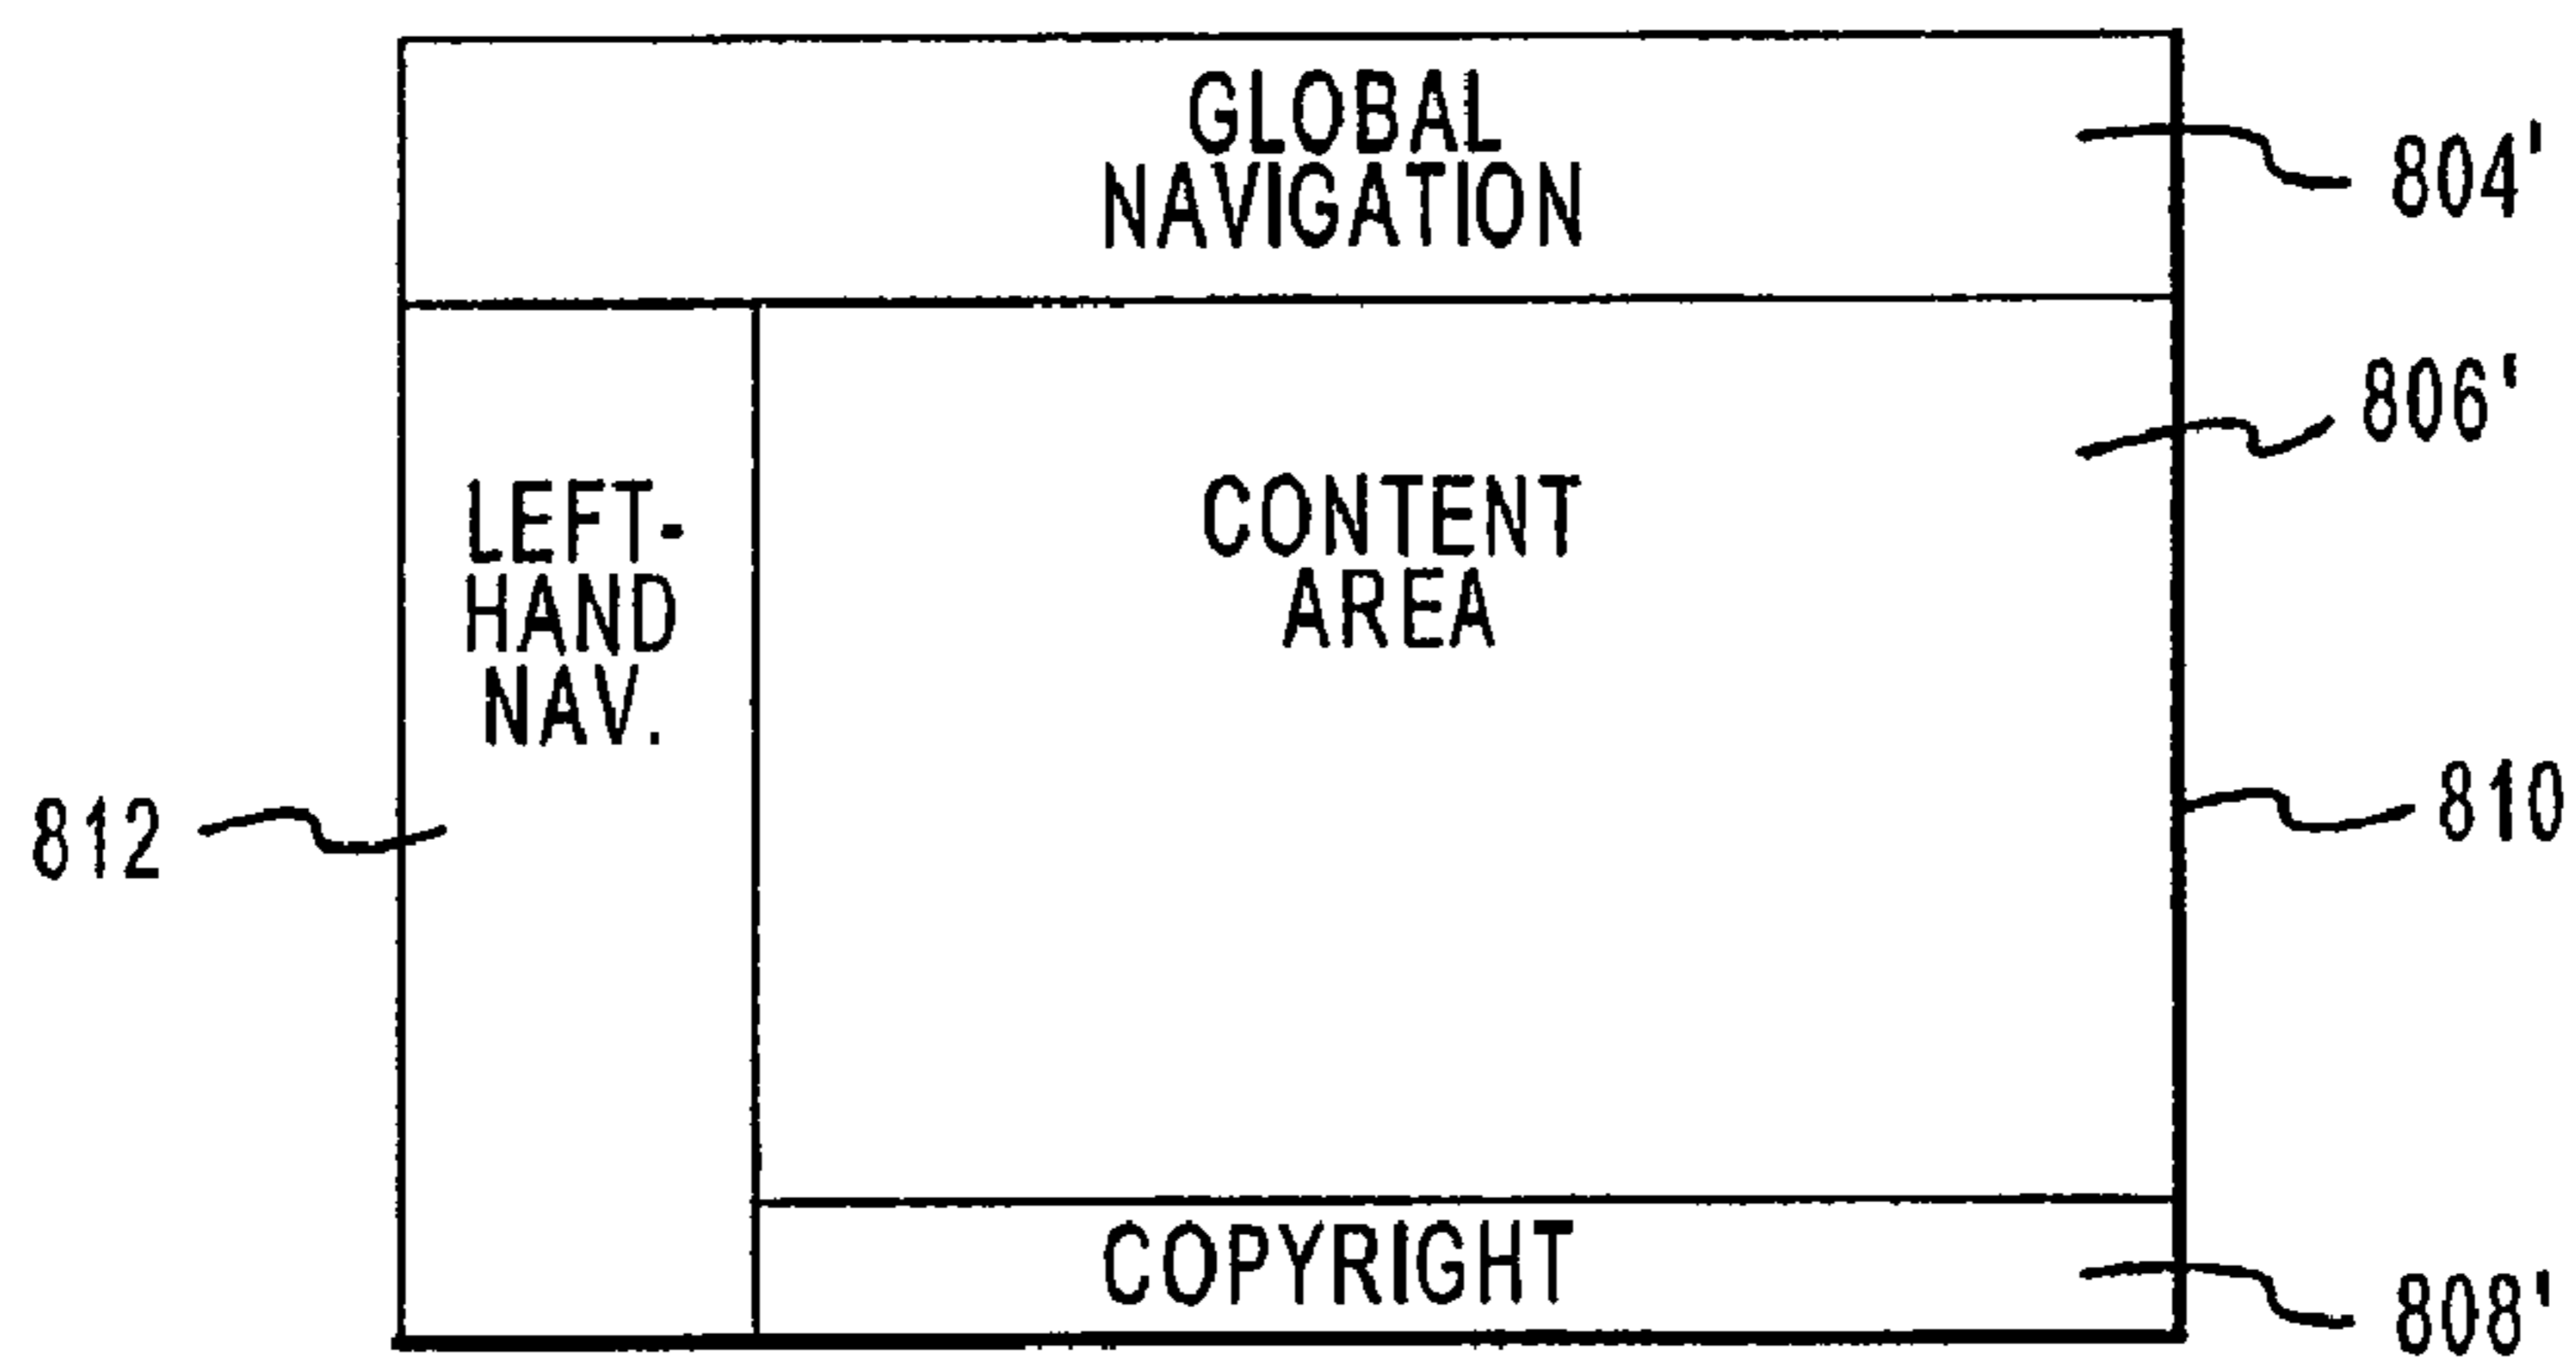 GLOBAL
NAVIGATION
804'
806'
LEFT-
HAND
NAV.
CONTENT
AREA
812
810
COPYRIGHT
808'